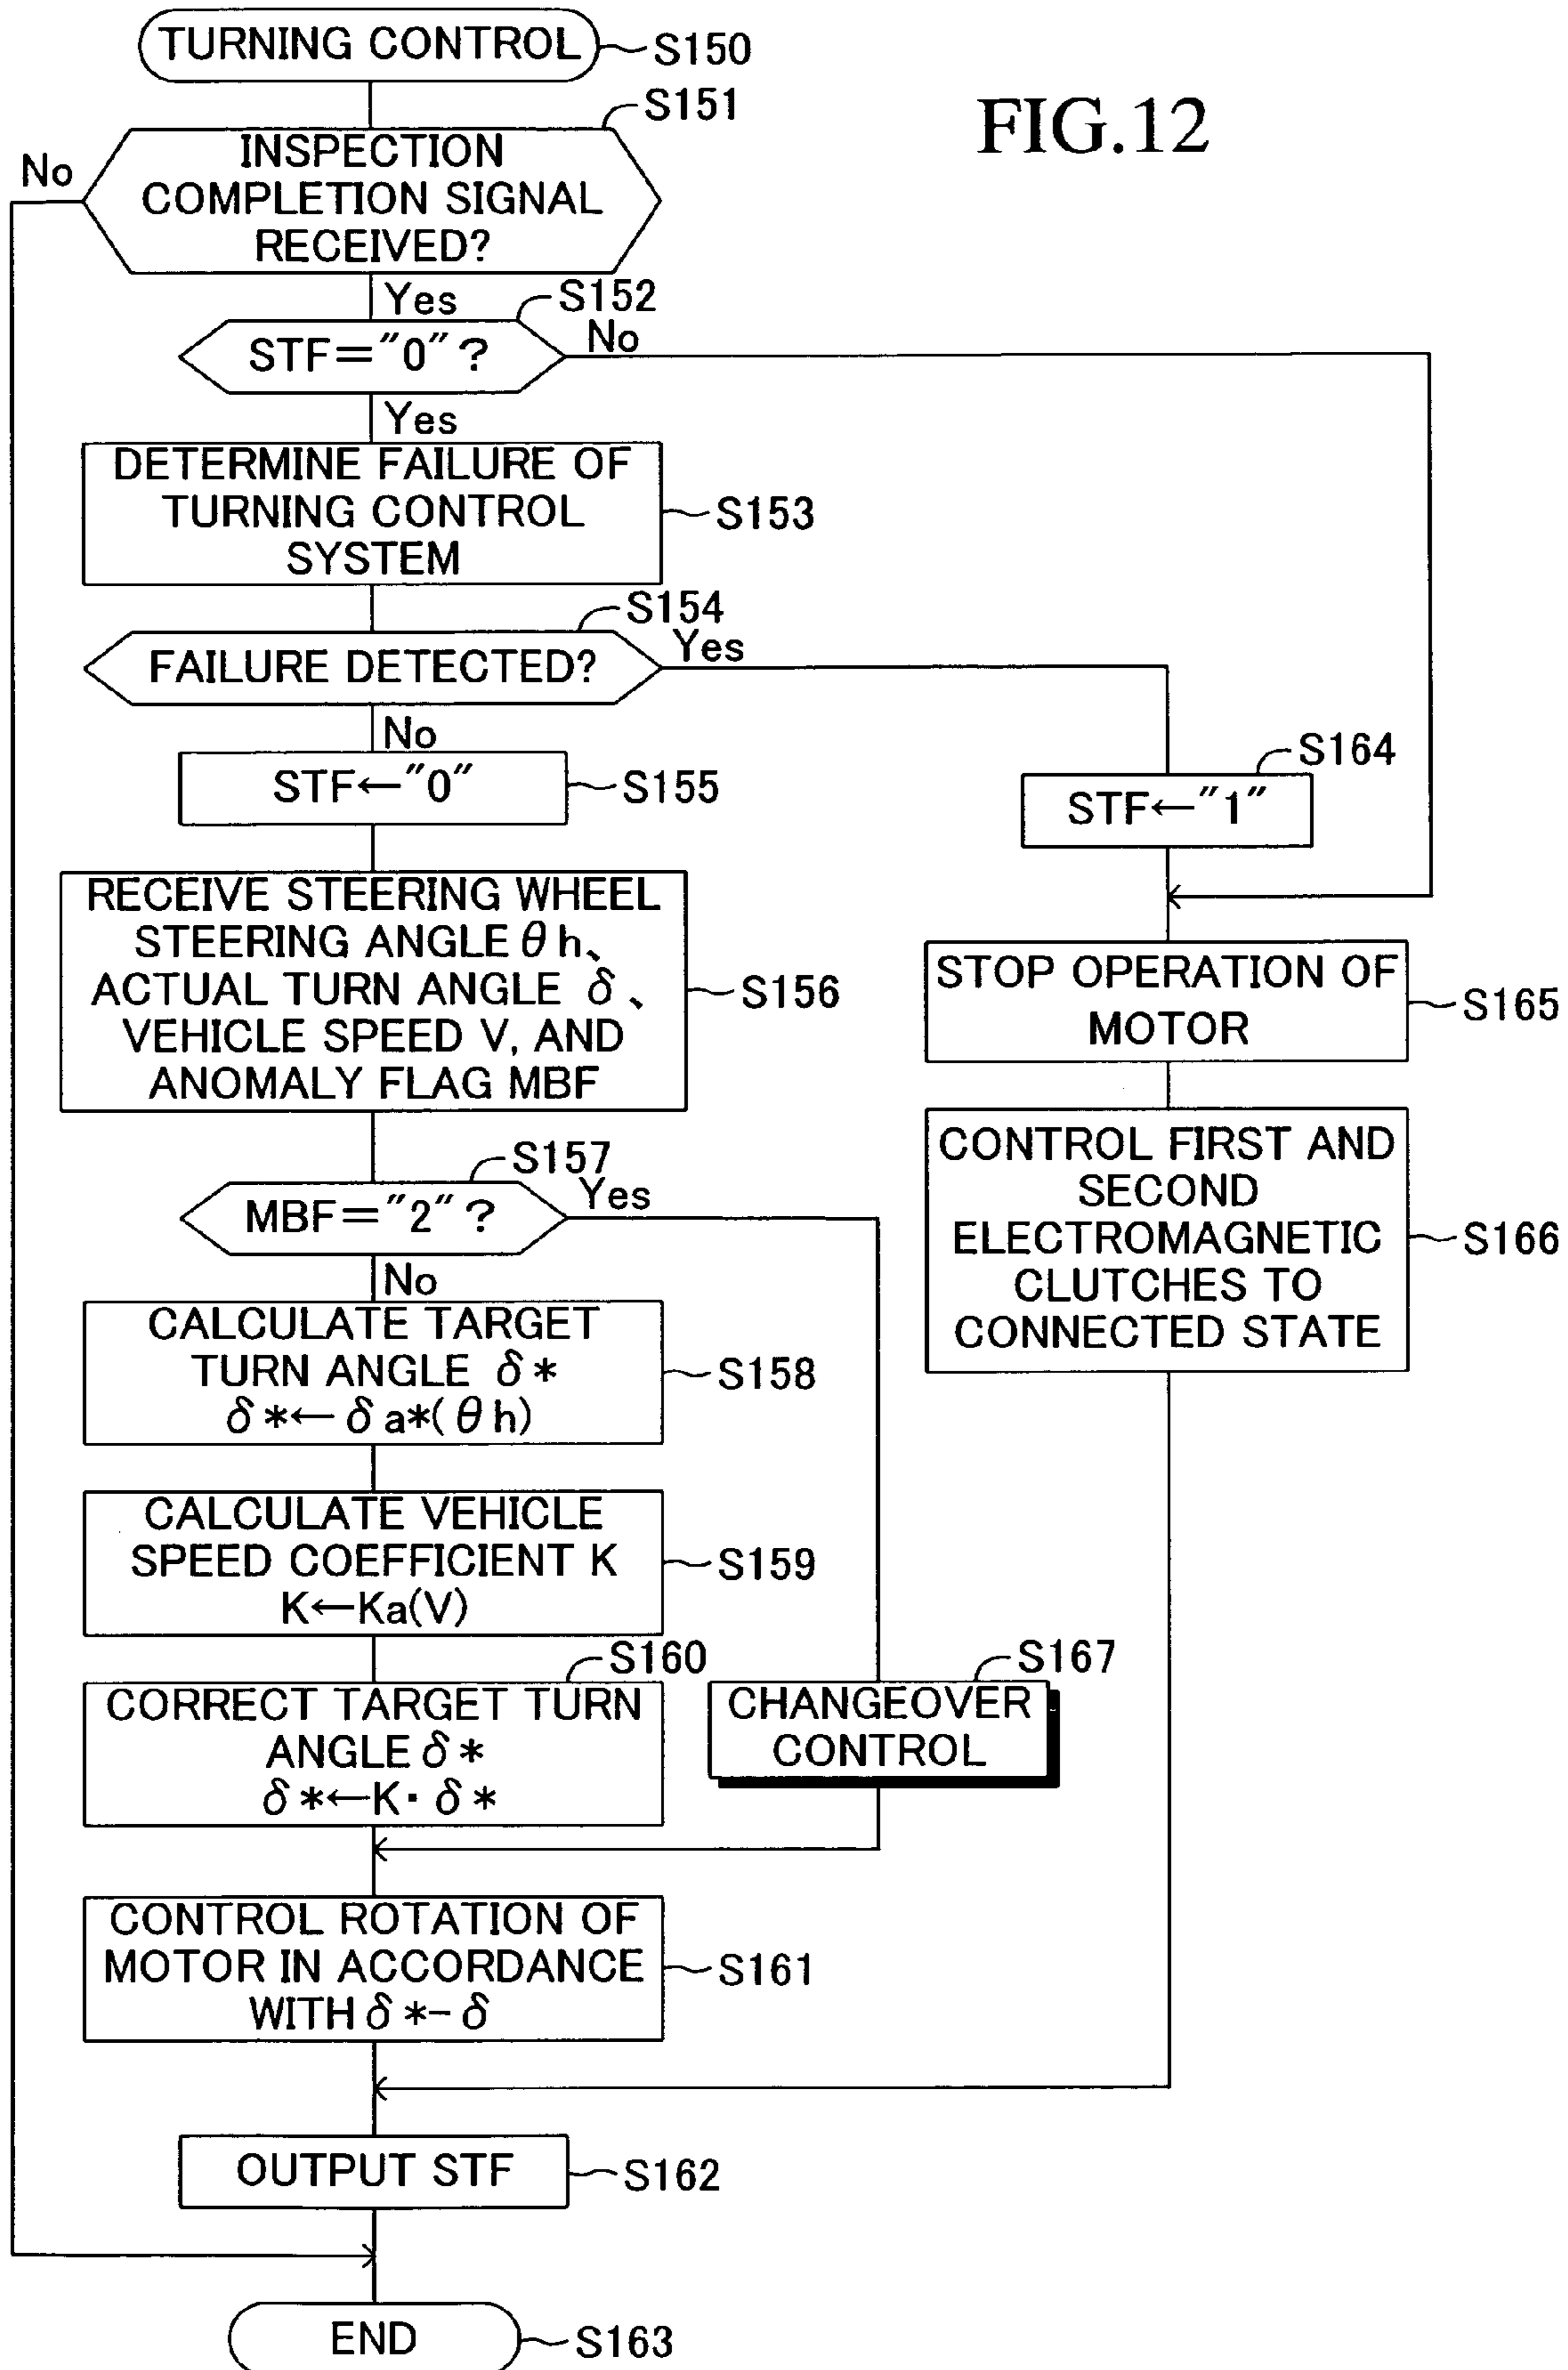 TURNING CONTROL
S150
FIG.12
S151
No
INSPECTION
COMPLETION SIGNAL
RECEIVED?
Yes
S152
STF="0"?
No
Yes
DETERMINE FAILURE OF
TURNING CONTROL
SYSTEM
S153
S154
FAILURE DETECTED?
Yes
No
STF←"0"
S155
S164
STF←"1"
RECEIVE STEERING WHEEL
STEERING ANGLE θh、
ACTUAL TURN ANGLE δ、
VEHICLE SPEED V, AND
ANOMALY FLAG MBF
S156
STOP OPERATION OF
MOTOR
S165
CONTROL FIRST AND
SECOND
ELECTROMAGNETIC
CLUTCHES TO
CONNECTED STATE
S166
S157
MBF="2"?
Yes
No
CALCULATE TARGET
TURN ANGLE δ*
δ*←δa*(θh)
S158
CALCULATE VEHICLE
SPEED COEFFICIENT K
K←Ka(V)
S159
S160
CORRECT TARGET TURN
ANGLE δ*
δ*←K・δ*
S167
CHANGEOVER
CONTROL
CONTROL ROTATION OF
MOTOR IN ACCORDANCE
WITH δ*-δ
S161
OUTPUT STF
S162
END
S163